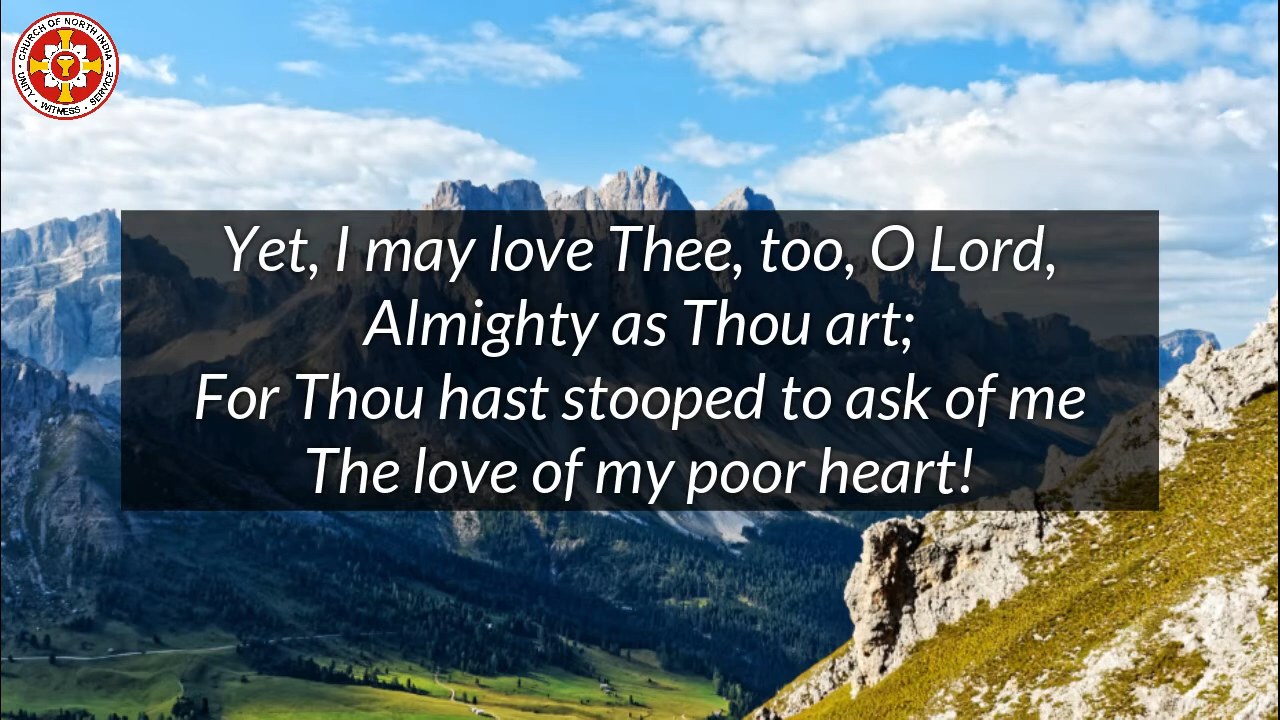 CHURCH OF NORTH INDIA
UNITY · WITNESS · SERVICE
Yet, I may love Thee, too, O Lord,
Almighty as Thou art;
For Thou hast stooped to ask of me
The love of my poor heart!